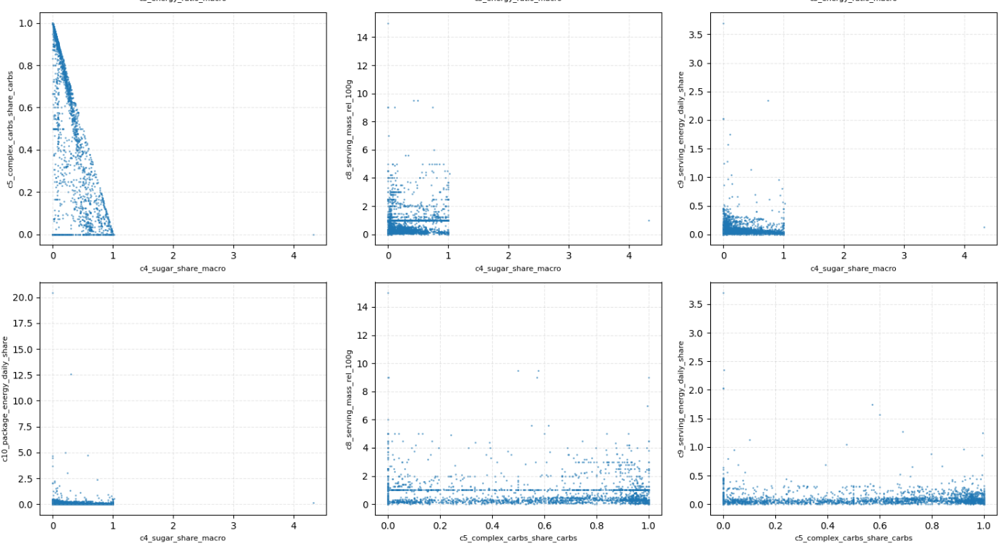 c3_energy_ratio_macro c3_energy_ratio_macro c3_energy_ratio_macro
1.0
0.8
0.6
0.4
0.2
0.0
c5_complex_carbs_share_carbs
0 1 2 3 4
c4_sugar_share_macro
14
12
10
8
6
4
2
0
c8_serving_mass_rel_100g
0 1 2 3 4
c4_sugar_share_macro
3.5
3.0
2.5
2.0
1.5
1.0
0.5
0.0
c9_serving_energy_daily_share
0 1 2 3 4
c4_sugar_share_macro
20.0
17.5
15.0
12.5
10.0
7.5
5.0
2.5
0.0
c10_package_energy_daily_share
0 1 2 3 4
c4_sugar_share_macro
14
12
10
8
6
4
2
0
c8_serving_mass_rel_100g
0.0 0.2 0.4 0.6 0.8 1.0
c5_complex_carbs_share_carbs
3.5
3.0
2.5
2.0
1.5
1.0
0.5
0.0
c9_serving_energy_daily_share
0.0 0.2 0.4 0.6 0.8 1.0
c5_complex_carbs_share_carbs